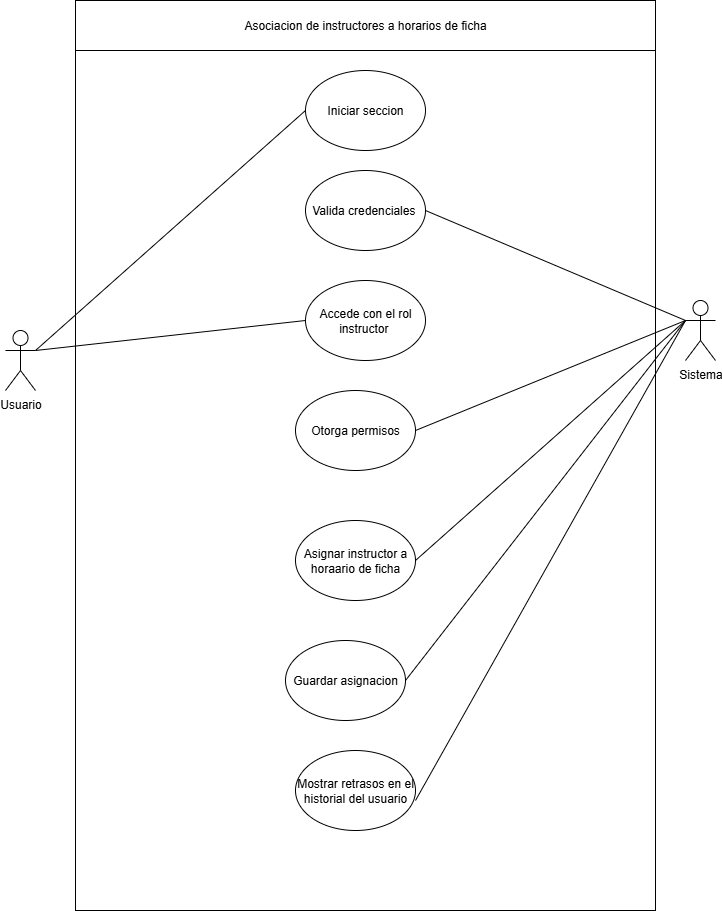 Asociacion de instructores a horarios de ficha
Iniciar seccion
Valida credenciales
Accede con el rol
instructor
Usuario
Sistema
Otorga permisos
Asignar instructor a
horaario de ficha
Guardar asignacion
Mostrar retrasos en el
historial del usuario